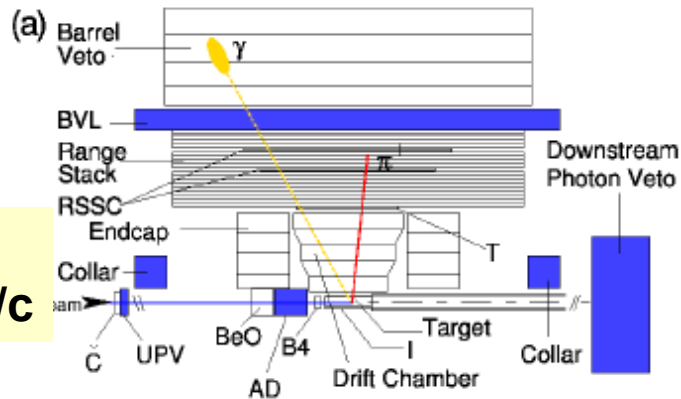 (a)
Barrel
Veto
γ
BVL
Range
Stack
π
RSSC
Downstream
Photon Veto
Endcap
T
Collar
/c
eam
Č
UPV
BeO
AD
B4
I
Target
Drift Chamber
Collar